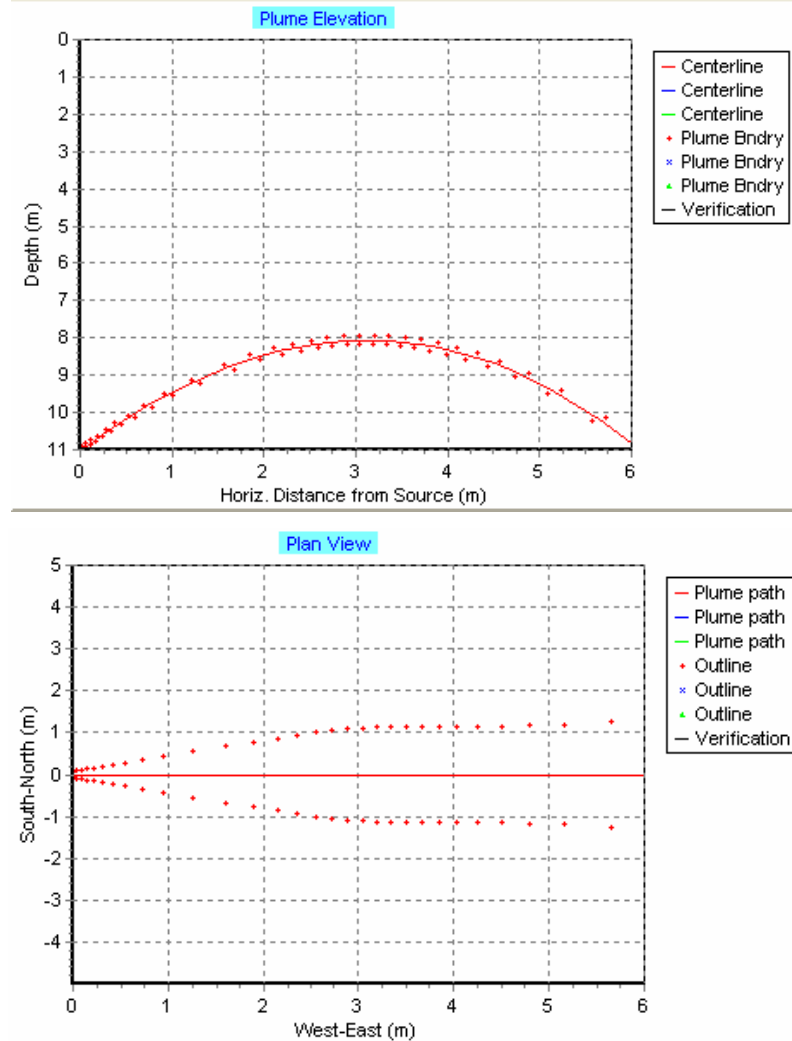 Plume Elevation
0
1
2
3
4
5
6
7
8
9
10
11
Depth (m)
0
1
2
3
4
5
6
Horiz. Distance from Source (m)
Centerline
Centerline
Centerline
Plume Bndry
Plume Bndry
Plume Bndry
Verification
Plan View
5
4
3
2
1
0
-1
-2
-3
-4
South-North (m)
0
1
2
3
4
5
6
West-East (m)
Plume path
Plume path
Plume path
Outline
Outline
Outline
Verification